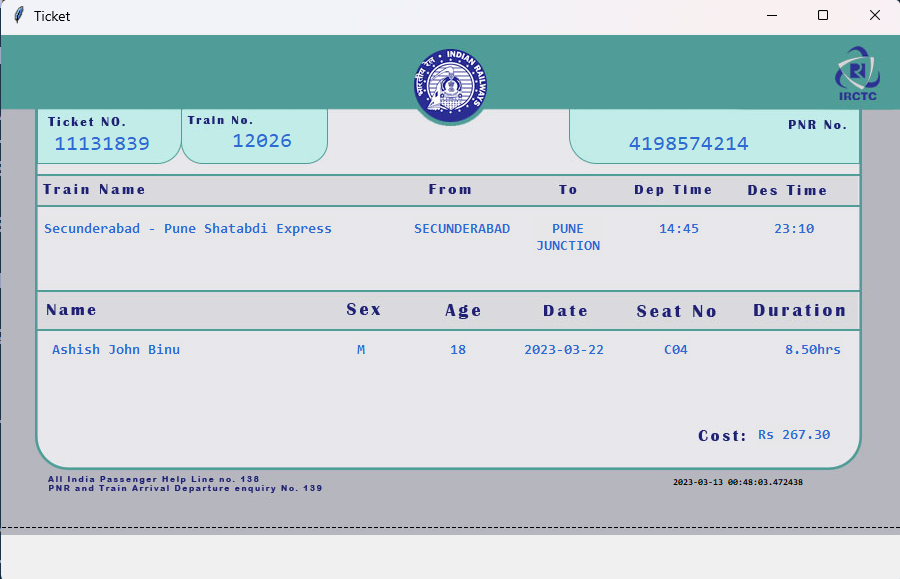 Ticket
भारतीय रेल
INDIAN RAILWAYS
IRCTC
Ticket NO.
11131839
Train No.
12026
PNR No.
4198574214
Train Name From To Dep Time Des Time
Secunderabad - Pune Shatabdi Express SECUNDERABAD PUNE 14:45 23:10
JUNCTION
Name Sex Age Date Seat No Duration
Ashish John Binu M 18 2023-03-22 C04 8.50hrs
Cost: Rs 267.30
All India Passenger Help Line no. 138
PNR and Train Arrival Departure enquiry No. 139
2023-03-13 00:48:03.472438